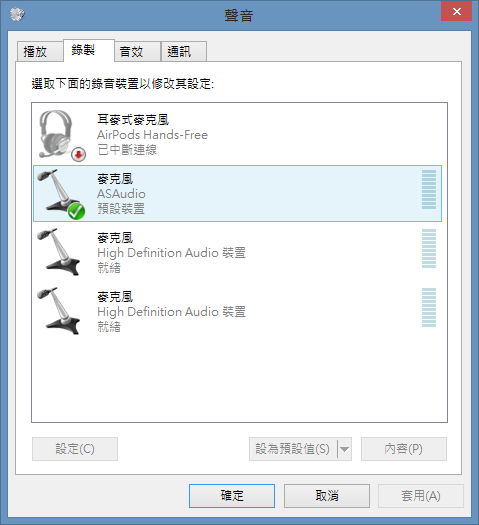 聲音
播放 錄製 音效 通訊
選取下面的錄音裝置以修改其設定:
耳麥式麥克風
AirPods Hands-Free
已中斷連線
麥克風
ASAudio
預設裝置
麥克風
High Definition Audio 裝置
就緒
麥克風
High Definition Audio 裝置
就緒
設定(C) 設為預設值(S) 內容(P)
確定 取消 套用(A)